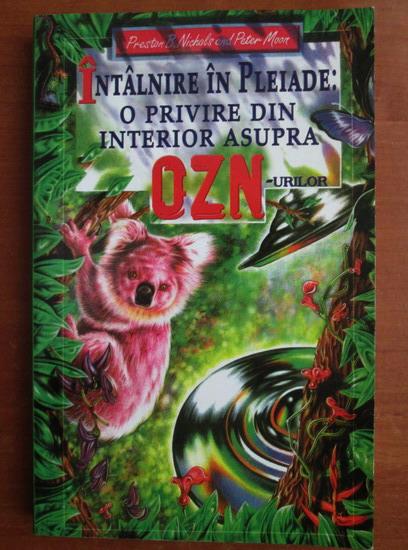 Preston B. Nichols and Peter Moon
ÎNTÂLNIRE ÎN PLEIADE:
O PRIVIRE DIN
INTERIOR ASUPRA
OZN-URILOR